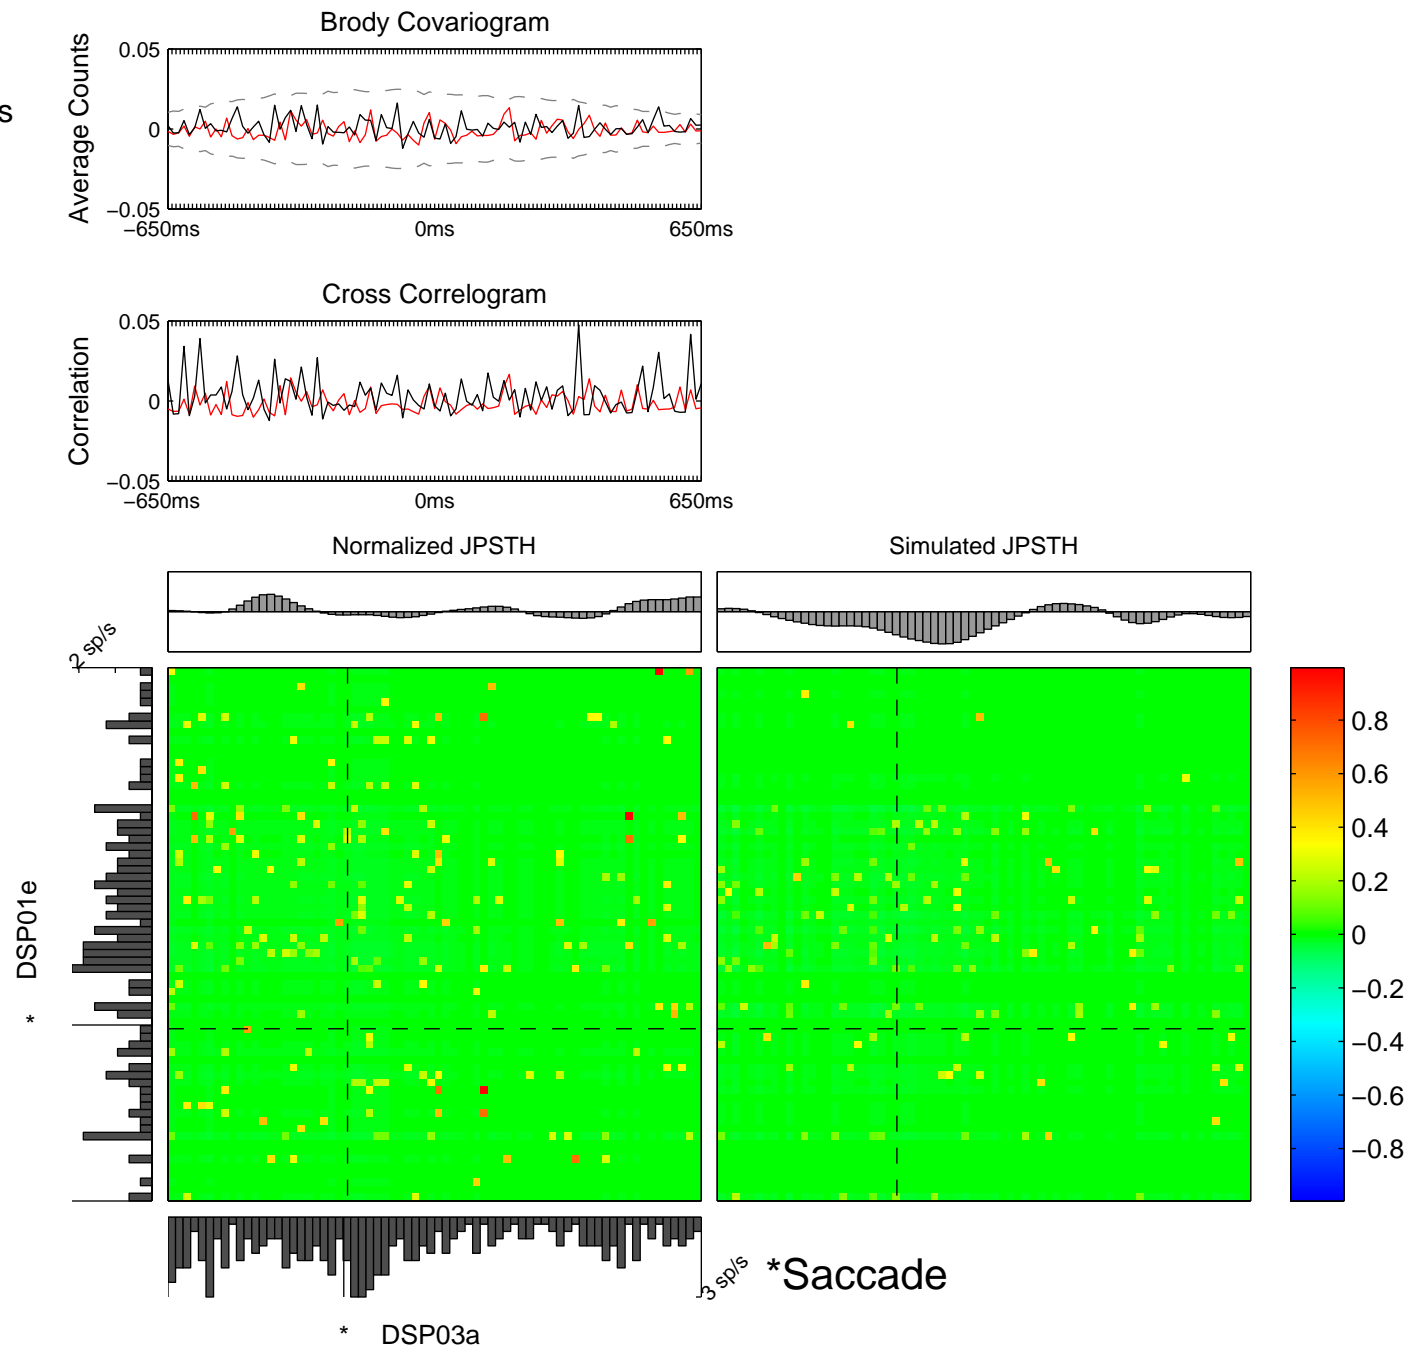 Brody Covariogram
s
Average Counts
0.05
0
−0.05
−650ms
0ms
650ms
Cross Correlogram
Correlation
0.05
0
−0.05
−650ms
0ms
650ms
Normalized JPSTH
Simulated JPSTH
2 sp/s
* DSP01e
0.8
0.6
0.4
0.2
0
−0.2
−0.4
−0.6
−0.8
3 sp/s
*Saccade
* DSP03a